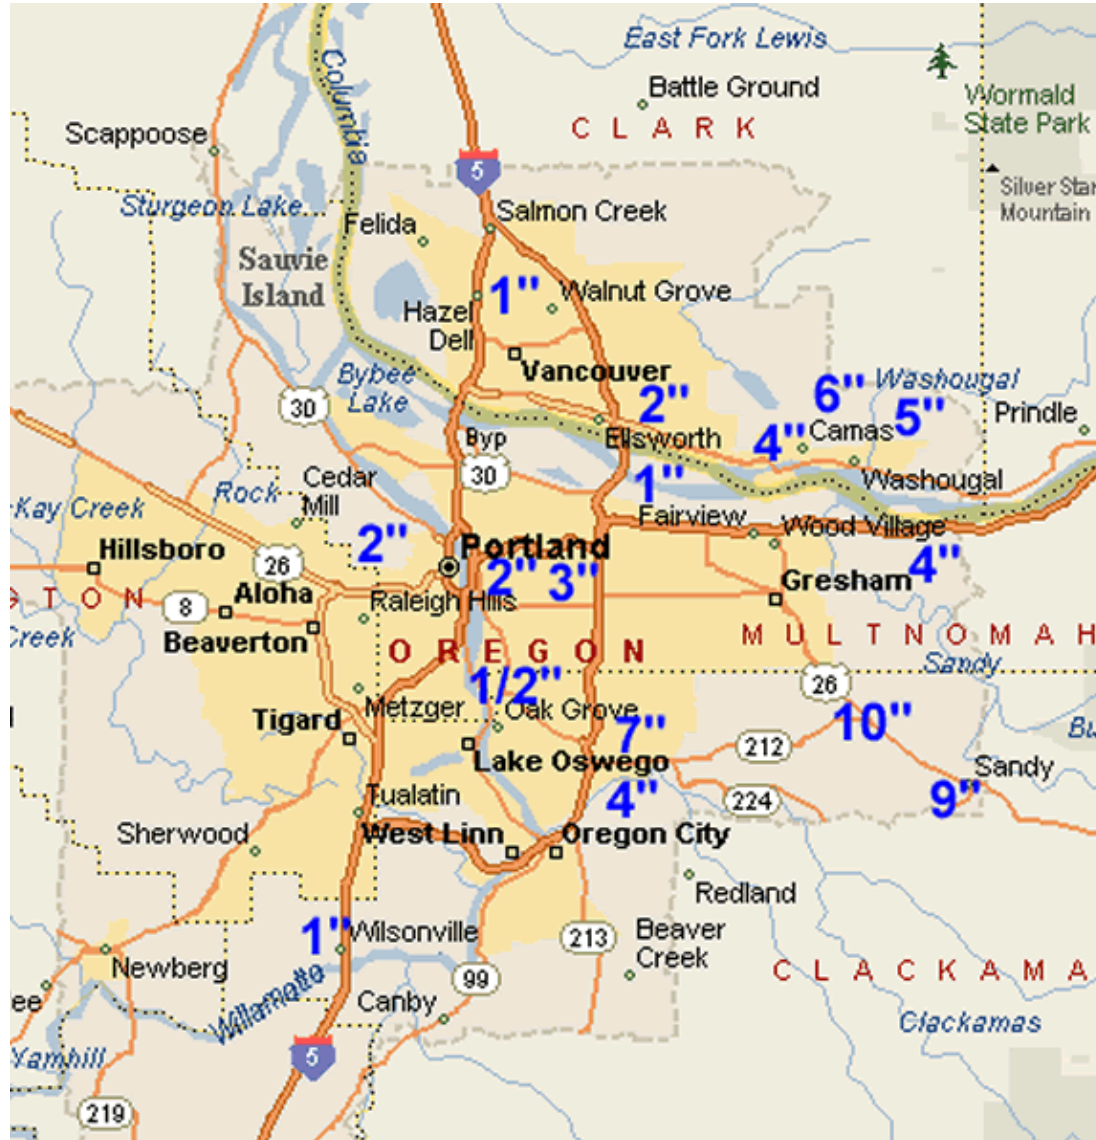 East Fork Lewis
Columbia
Battle Ground
Wormald
State Park
CLARK
Scappoose
5
Silver Star
Mountain
Sturgeon Lake...
Felida
Salmon Creek
Sauvie
Island
1"
Walnut Grove
Hazel
Dell
Vancouver
Bybee
Lake
6"
Washougal
30
2"
5"
Prindle
Byp
30
Ellsworth
4"
Camas
Cedar
Mill
Rock
1"
Washougal
Kay Creek
Fairview
Wood Village
Hillsboro
2"
Portland
26
2"
3"
4"
Gresham
GTON
8
Aloha
Raleigh Hills
Creek
Beaverton
OREGON
MULTNOMAH
Sandy
1/2"
26
Metzger
Oak Grove
Tigard
7"
10"
212
Lake Oswego
Sandy
Tualatin
4"
224
9"
Sherwood
West Linn
Oregon City
Redland
1"
Wilsonville
213
Beaver
Creek
Newberg
99
CLACKAMA
ee
Willamette
Canby
Clackamas
5
Yamhill
219